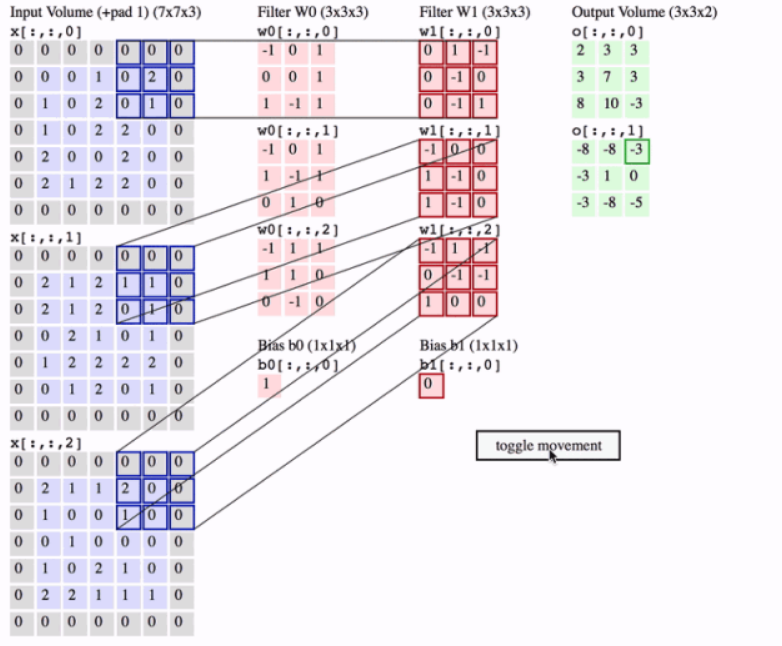 Input Volume (+pad 1) (7x7x3)
x[:,:,0]
0 0 0 0 0 0 0
0 0 0 1 0 2 0
0 1 0 2 0 1 0
0 1 0 2 2 0 0
0 2 0 0 2 0 0
0 2 1 2 2 0 0
0 0 0 0 0 0 0
x[:,:,1]
0 0 0 0 0 0 0
0 2 1 2 1 1 0
0 2 1 2 0 1 0
0 0 2 1 0 1 0
0 1 2 2 2 2 0
0 0 1 2 0 1 0
0 0 0 0 0 0 0
x[:,:,2]
0 0 0 0 0 0 0
0 2 1 1 2 0 0
0 1 0 0 1 0 0
0 0 1 0 0 0 0
0 1 0 2 1 0 0
0 2 2 1 1 1 0
0 0 0 0 0 0 0
Filter W0 (3x3x3)
w0[:,:,0]
-1 0 1
0 0 1
1 -1 1
w0[:,:,1]
-1 0 1
1 -1 1
0 1 0
w0[:,:,2]
-1 1 1
1 1 0
0 -1 0
Bias b0 (1x1x1)
b0[:,:,0]
1
Filter W1 (3x3x3)
w1[:,:,0]
0 1 -1
0 -1 0
0 -1 1
w1[:,:,1]
-1 0 0
1 -1 0
1 -1 0
w1[:,:,2]
-1 1 -1
0 -1 -1
1 0 0
Bias b1 (1x1x1)
b1[:,:,0]
0
Output Volume (3x3x2)
o[:,:,0]
2 3 3
3 7 3
8 10 -3
o[:,:,1]
-8 -8 -3
-3 1 0
-3 -8 -5
toggle movement